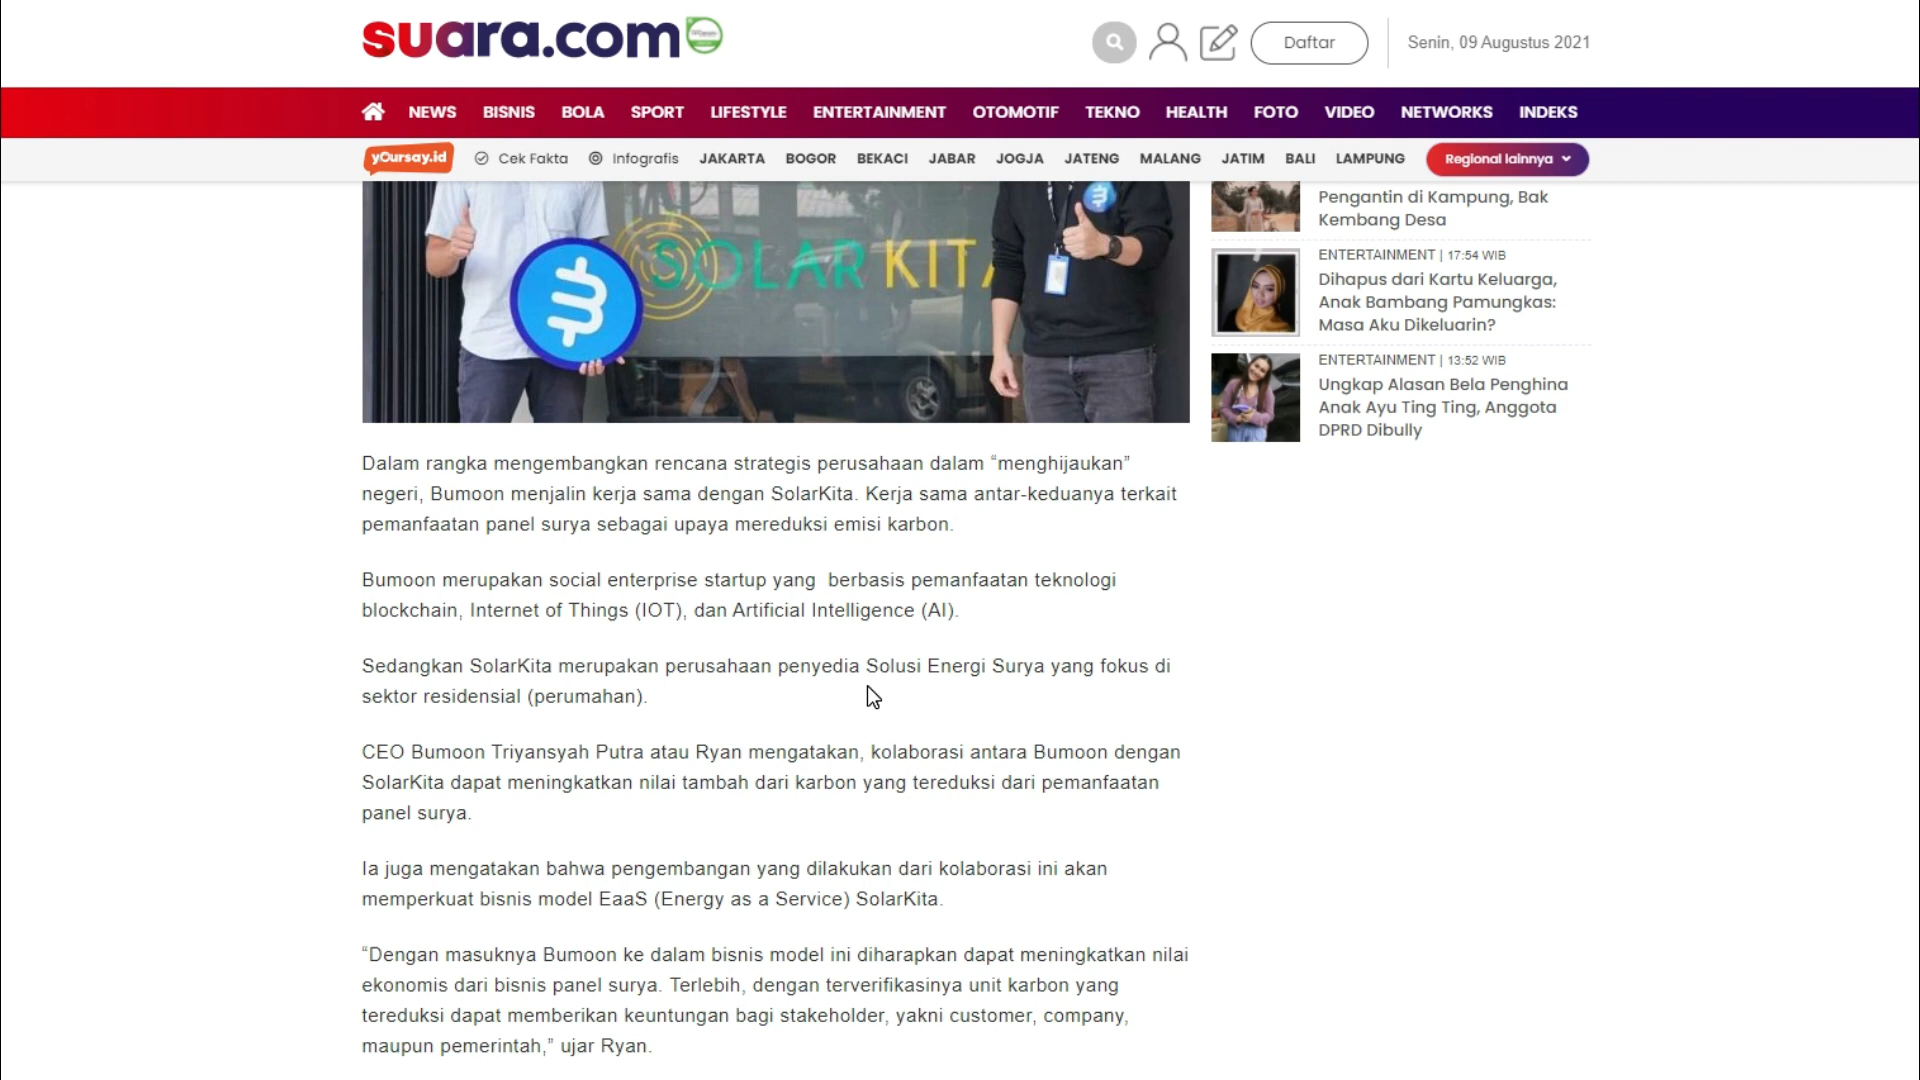 suara.com
Daftar
Senin, 09 Augustus 2021
NEWS BISNIS BOLA SPORT LIFESTYLE ENTERTAINMENT OTOMOTIF TEKNO HEALTH FOTO VIDEO NETWORKS INDEKS
yOursay.id Cek Fakta Infografis JAKARTA BOGOR BEKACI JABAR JOGJA JATENG MALANG JATIM BALI LAMPUNG Regional lainnya
SOLAR KITA
Dalam rangka mengembangkan rencana strategis perusahaan dalam “menghijaukan”
negeri, Bumoon menjalin kerja sama dengan SolarKita. Kerja sama antar-keduanya terkait
pemanfaatan panel surya sebagai upaya mereduksi emisi karbon.
Bumoon merupakan social enterprise startup yang  berbasis pemanfaatan teknologi
blockchain, Internet of Things (IOT), dan Artificial Intelligence (AI).
Sedangkan SolarKita merupakan perusahaan penyedia Solusi Energi Surya yang fokus di
sektor residensial (perumahan).
CEO Bumoon Triyansyah Putra atau Ryan mengatakan, kolaborasi antara Bumoon dengan
SolarKita dapat meningkatkan nilai tambah dari karbon yang tereduksi dari pemanfaatan
panel surya.
Ia juga mengatakan bahwa pengembangan yang dilakukan dari kolaborasi ini akan
memperkuat bisnis model EaaS (Energy as a Service) SolarKita.
“Dengan masuknya Bumoon ke dalam bisnis model ini diharapkan dapat meningkatkan nilai
ekonomis dari bisnis panel surya. Terlebih, dengan terverifikasinya unit karbon yang
tereduksi dapat memberikan keuntungan bagi stakeholder, yakni customer, company,
maupun pemerintah,” ujar Ryan.
Pengantin di Kampung, Bak
Kembang Desa
ENTERTAINMENT | 17:54 WIB
Dihapus dari Kartu Keluarga,
Anak Bambang Pamungkas:
Masa Aku Dikeluarin?
ENTERTAINMENT | 13:52 WIB
Ungkap Alasan Bela Penghina
Anak Ayu Ting Ting, Anggota
DPRD Dibully